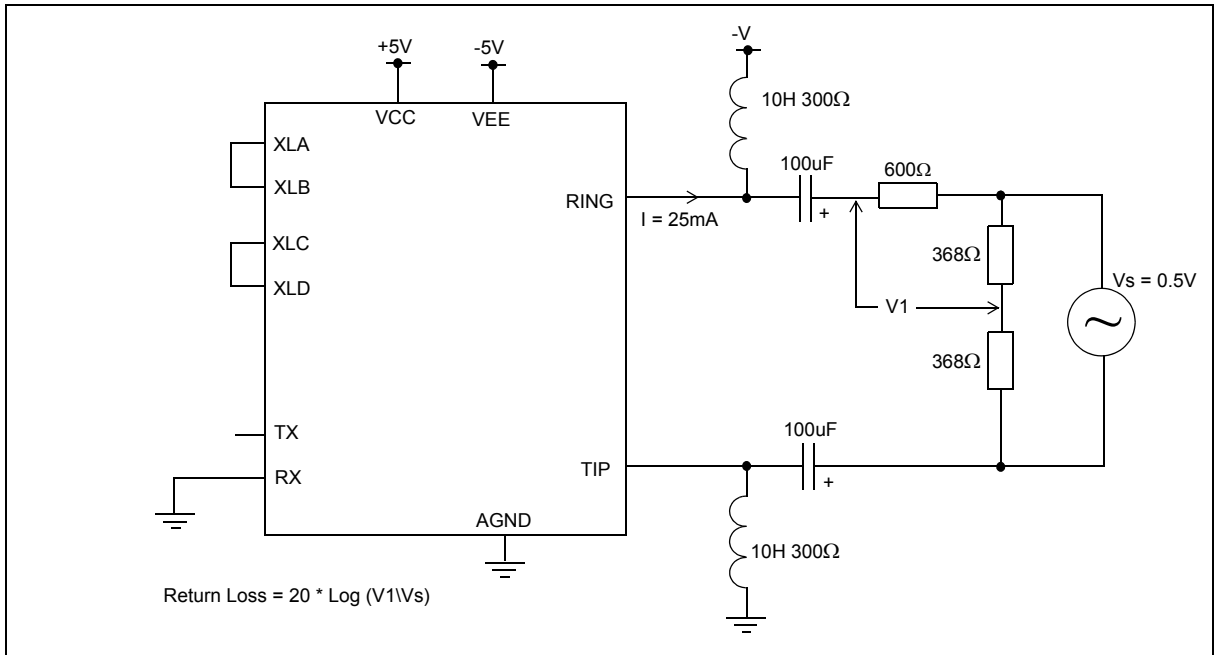 -V
+5V
-5V
10H 300Ω
VCC
VEE
XLA
XLB
100uF
600Ω
+
RING
I = 25mA
XLC
XLD
368Ω
Vs = 0.5V
V1
368Ω
TX
100uF
RX
TIP
+
AGND
10H 300Ω
Return Loss = 20 * Log (V1\Vs)